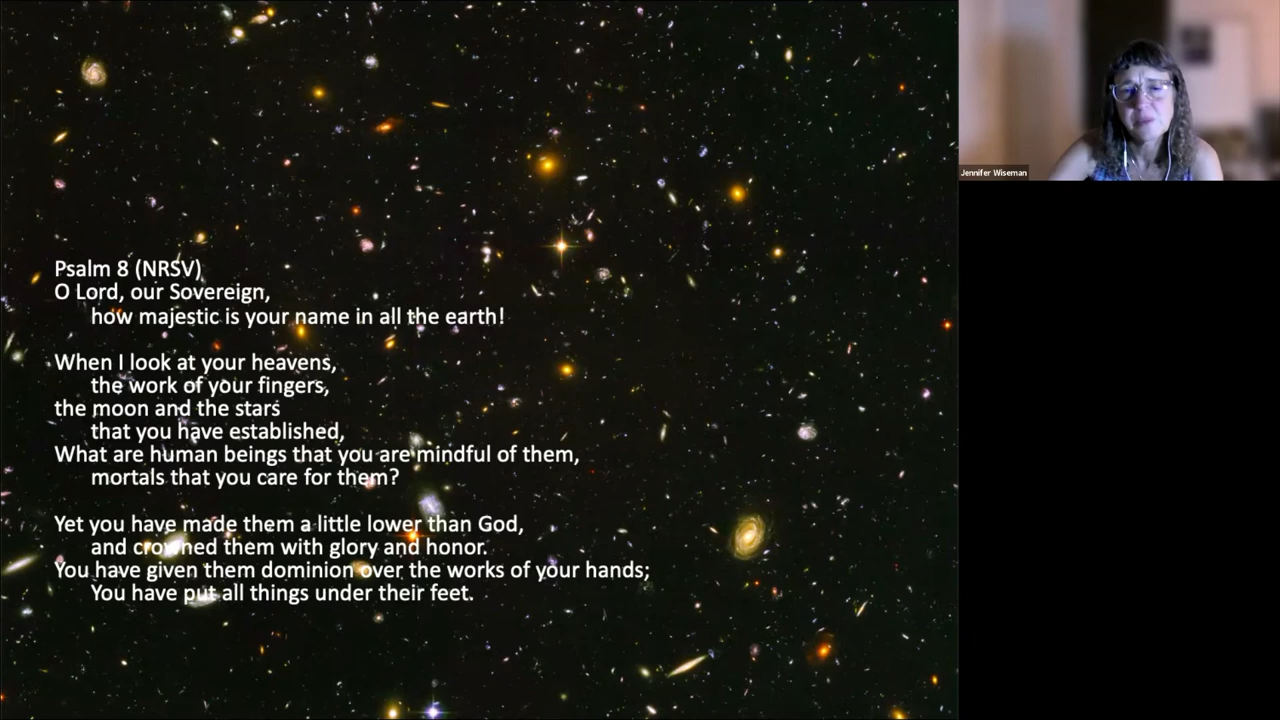 Psalm 8 (NRSV)
O Lord, our Sovereign,
how majestic is your name in all the earth!
When I look at your heavens,
the work of your fingers,
the moon and the stars
that you have established,
What are human beings that you are mindful of them,
mortals that you care for them?
Yet you have made them a little lower than God,
and crowned them with glory and honor.
You have given them dominion over the works of your hands;
You have put all things under their feet.
Jennifer Wiseman